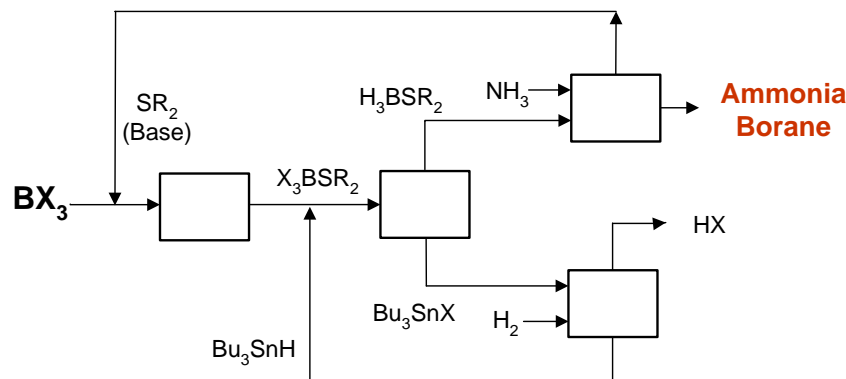 SR₂
(Base)
H₃BSR₂
NH₃
Ammonia
Borane
BX₃
X₃BSR₂
HX
Bu₃SnX
H₂
Bu₃SnH